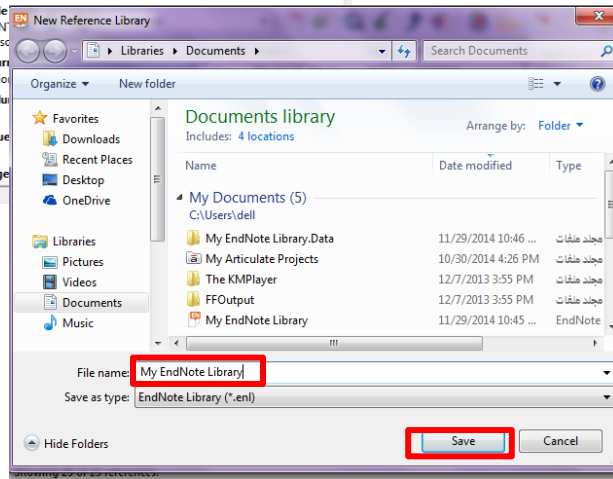 New Reference Library
Libraries Documents
Search Documents
Organize New folder
Favorites
Downloads
Recent Places
Desktop
OneDrive
Libraries
Pictures
Videos
Documents
Music
Documents library
Includes: 4 locations
Arrange by: Folder
Name Date modified Type
My Documents (5)
C:\Users\dell
My EndNote Library.Data 11/29/2014 10:46 ... مجلد ملفات
My Articulate Projects 10/30/2014 4:26 PM مجلد ملفات
The KMPlayer 12/7/2013 3:55 PM مجلد ملفات
FFOutput 12/7/2013 3:55 PM مجلد ملفات
My EndNote Library 11/29/2014 10:45 ... EndNote
File name: My EndNote Library
Save as type: EndNote Library (*.enl)
Hide Folders Save Cancel